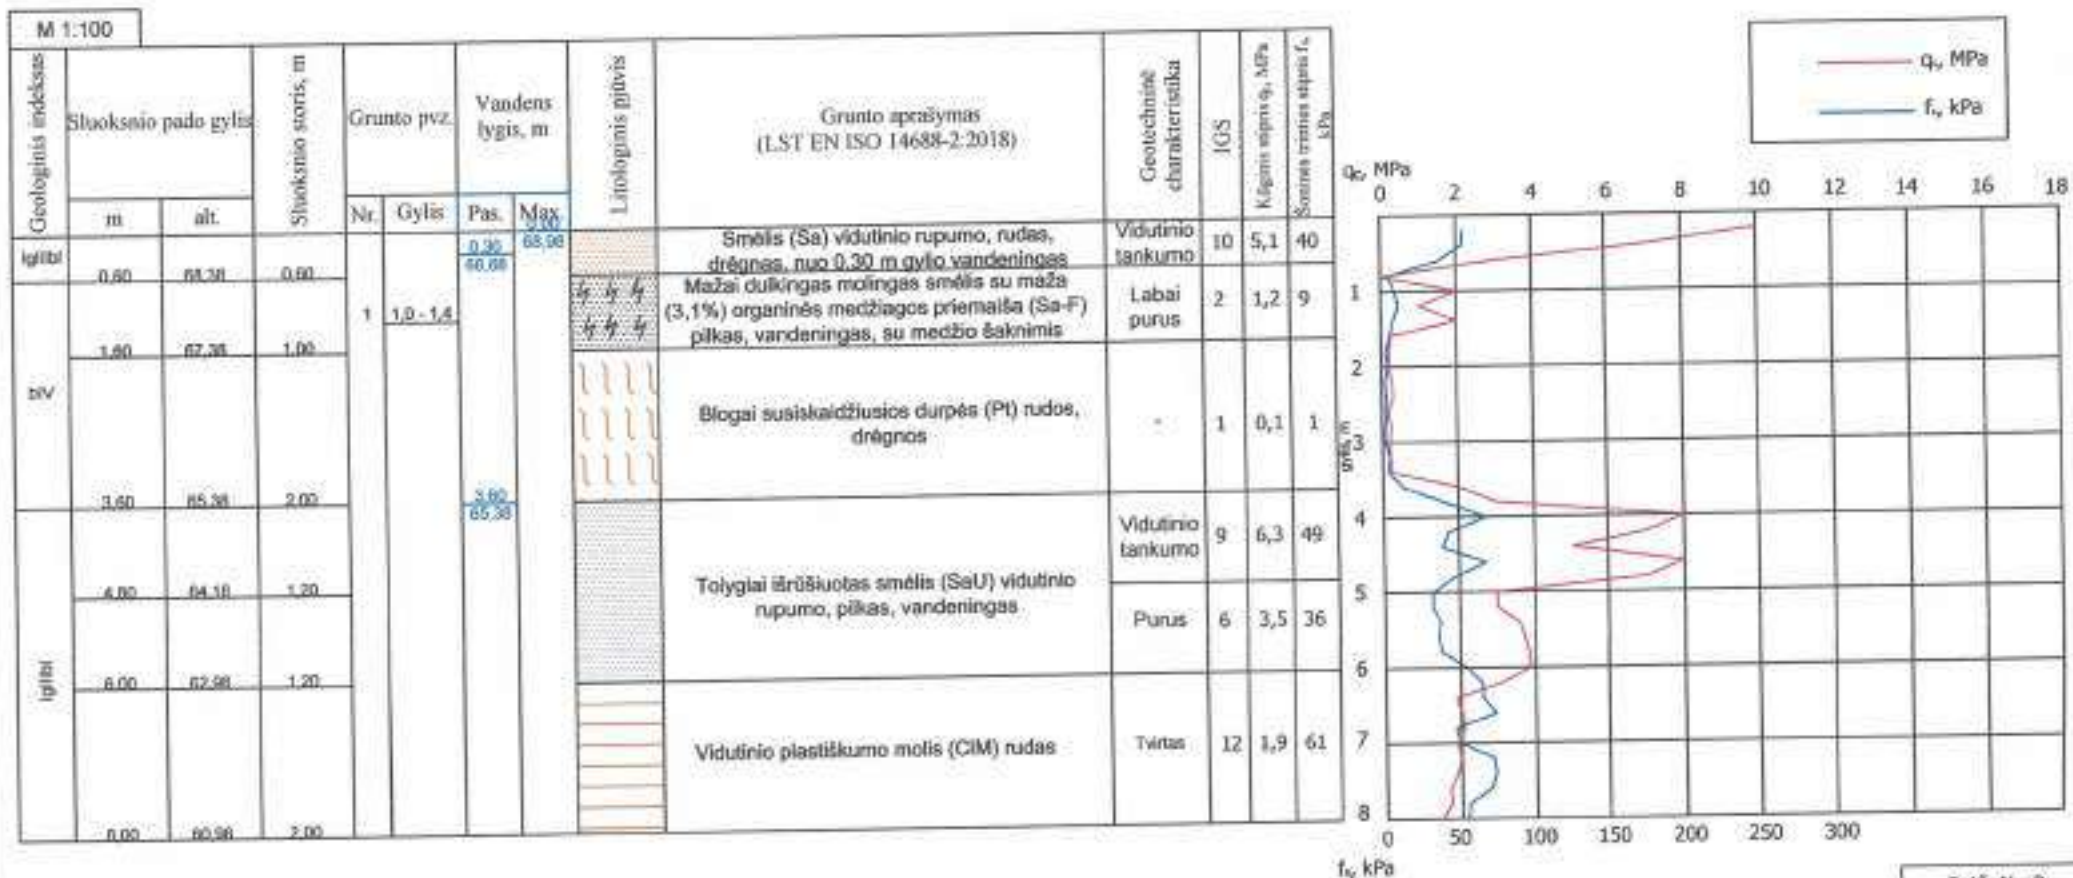 M 1:100
Geologinis indeksas
Sluoksnio pado gylis
m
alt.
Sluoksnio storis, m
Grunto pvz.
Nr.
Gylis
Vandens
lygis, m
Pas.
Max.
Litologinis pjūvis
Grunto aprašymas
(LST EN ISO 14688-2:2018)
Geotechninė
charakteristika
IGS
Kūginis stipris qc, MPa
Šoninės trinties stipris fs,
kPa
0.60
68.38
0.60
0.30
68.98
Smėlis (Sa) vidutinio rupumo, rudas,
drėgnas, nuo 0.30 m gylio vandeningas
Vidutinio
tankumo
10
5,1
40
1
Mažai dulkingas molingas smėlis su maža
(3,1%) organinės medžiagos priemaiša (Sa-F)
pilkas, vandeningas, su medžio šaknimis
Labai
purus
2
1,2
9
1.60
67.38
1.00
bIV
Blogai susiskaidžiusios durpės (Pt) rudos,
drėgnos
-
1
0,1
1
3.60
65.38
2.00
3.60
65.38
Vidutinio
tankumo
9
6,3
49
4.80
64.18
1.20
Tolygiai išrūšiuotas smėlis (SaU) vidutinio
rupumo, pilkas, vandeningas
Purus
6
3,5
36
6.00
62.98
1.20
Vidutinio plastiškumo molis (ClM) rudas
Tvirtas
12
1,9
61
60.98
2.00
qc, MPa
fs, kPa
qc, MPa
0 2 4 6 8 10 12 14 16 18
gylis, m
1
2
3
4
5
6
7
8
0 50 100 150 200 250 300
fs, kPa